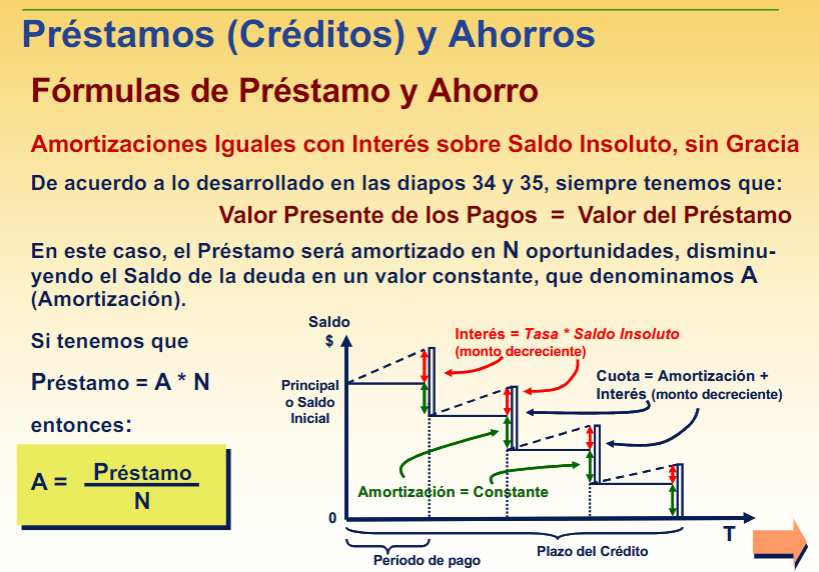 Préstamos (Créditos) y Ahorros
Fórmulas de Préstamo y Ahorro
Amortizaciones Iguales con Interés sobre Saldo Insoluto, sin Gracia
De acuerdo a lo desarrollado en las diapos 34 y 35, siempre tenemos que:
Valor Presente de los Pagos = Valor del Préstamo
En este caso, el Préstamo será amortizado en N oportunidades, disminu-
yendo el Saldo de la deuda en un valor constante, que denominamos A
(Amortización).
Si tenemos que
Préstamo = A * N
entonces:
A = Préstamo
N
Saldo
$
Principal
o Saldo
Inicial
0
Interés = Tasa * Saldo Insoluto
(monto decreciente)
Cuota = Amortización +
Interés (monto decreciente)
Amortización = Constante
T
Período de pago
Plazo del Crédito